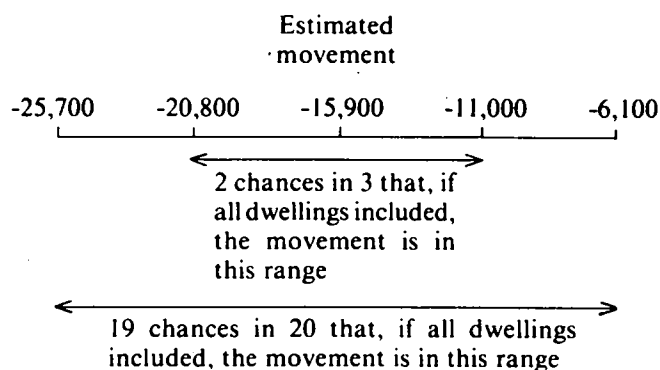 Estimated
movement
-25,700 -20,800 -15,900 -11,000 -6,100
2 chances in 3 that, if
all dwellings included,
the movement is in
this range
19 chances in 20 that, if all dwellings
included, the movement is in this range